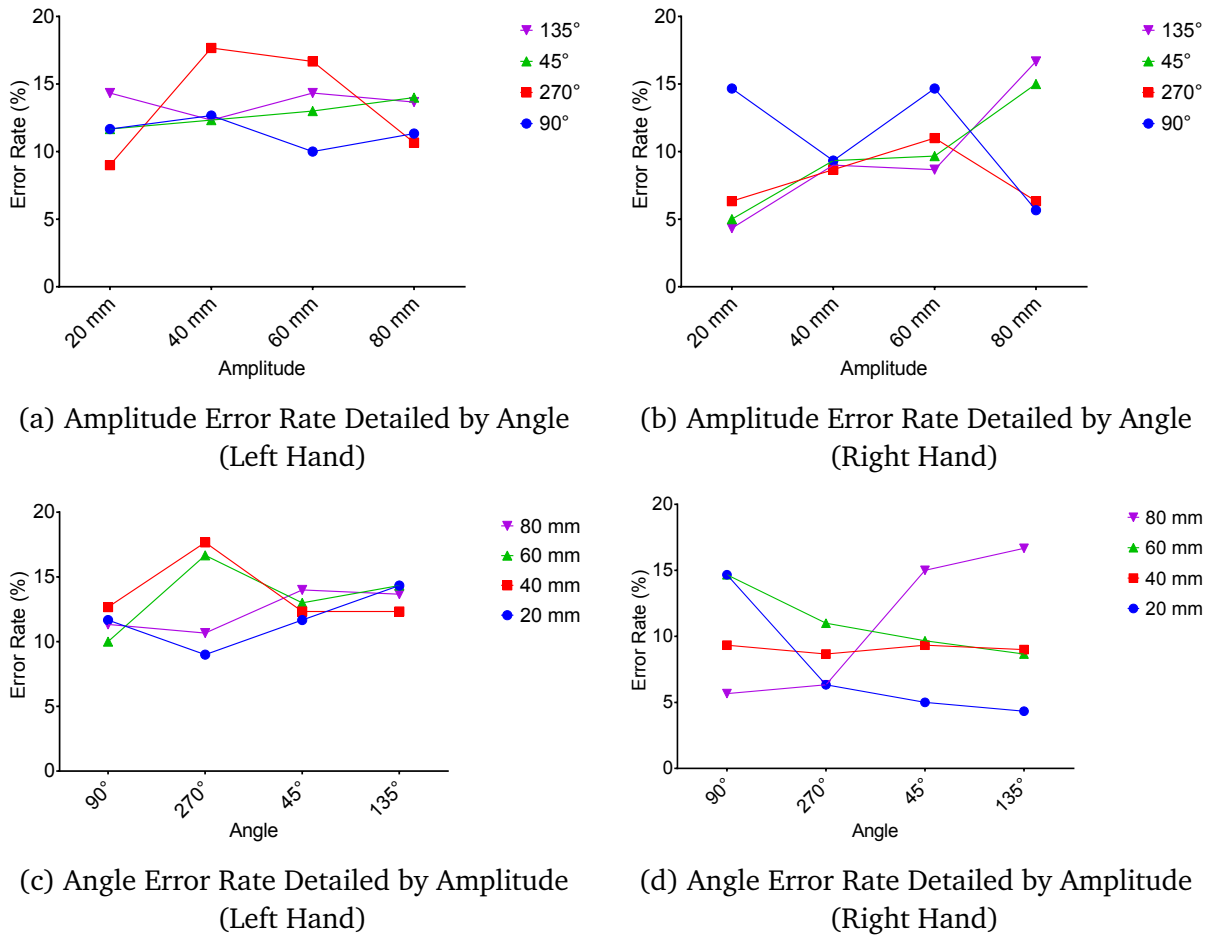 20
15
10
5
0
Error Rate (%)
20 mm
40 mm
60 mm
80 mm
Amplitude
135°
45°
270°
90°
(a) Amplitude Error Rate Detailed by Angle
(Left Hand)
20
15
10
5
0
Error Rate (%)
20 mm
40 mm
60 mm
80 mm
Amplitude
135°
45°
270°
90°
(b) Amplitude Error Rate Detailed by Angle
(Right Hand)
20
15
10
5
0
Error Rate (%)
90°
270°
45°
135°
Angle
80 mm
60 mm
40 mm
20 mm
(c) Angle Error Rate Detailed by Amplitude
(Left Hand)
20
15
10
5
0
Error Rate (%)
90°
270°
45°
135°
Angle
80 mm
60 mm
40 mm
20 mm
(d) Angle Error Rate Detailed by Amplitude
(Right Hand)